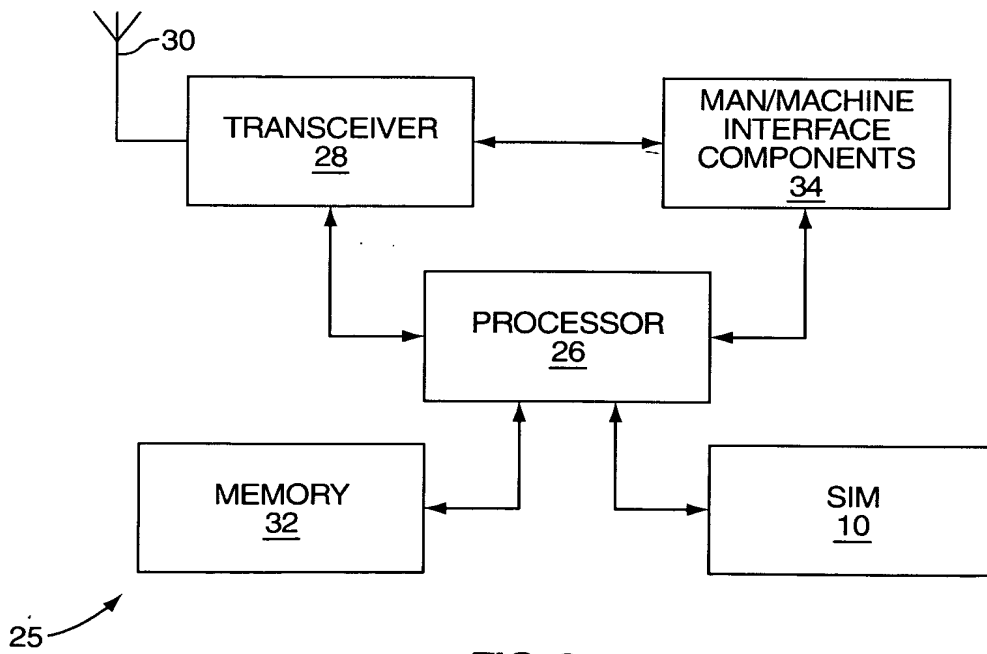 30
TRANSCEIVER
28
MAN/MACHINE
INTERFACE
COMPONENTS
34
PROCESSOR
26
MEMORY
32
SIM
10
25